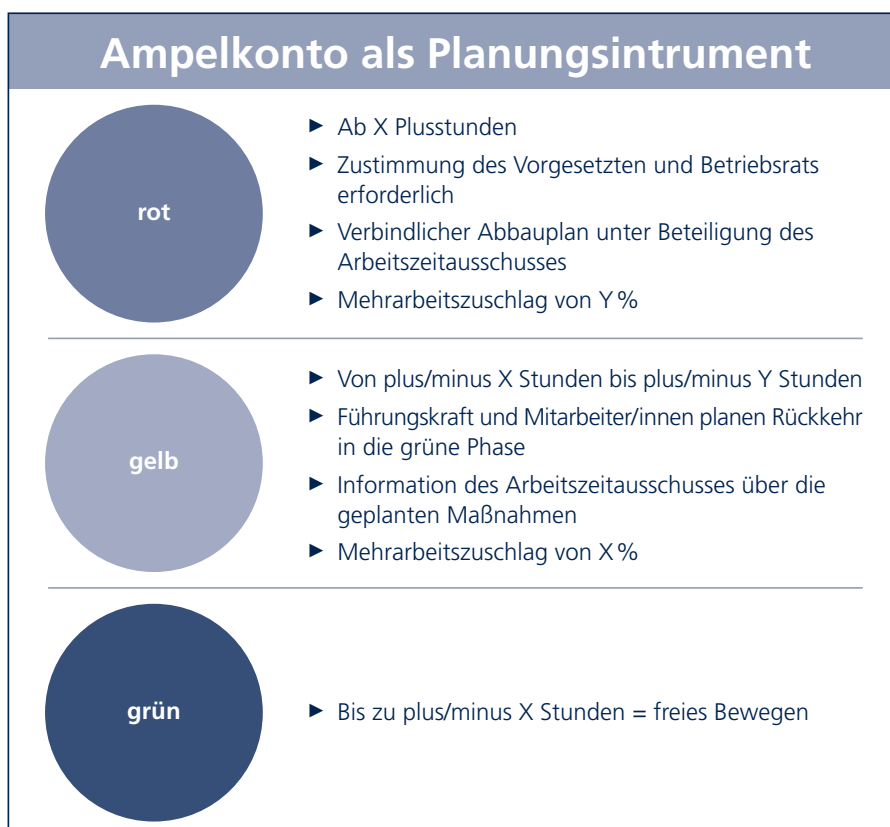 Ampelkonto als Planungsintrument
rot
► Ab X Plusstunden
► Zustimmung des Vorgesetzten und Betriebsrats
erforderlich
► Verbindlicher Abbauplan unter Beteiligung des
Arbeitszeitausschusses
► Mehrarbeitszuschlag von Y %
gelb
► Von plus/minus X Stunden bis plus/minus Y Stunden
► Führungskraft und Mitarbeiter/innen planen Rückkehr
in die grüne Phase
► Information des Arbeitszeitausschusses über die
geplanten Maßnahmen
► Mehrarbeitszuschlag von X %
grün
► Bis zu plus/minus X Stunden = freies Bewegen